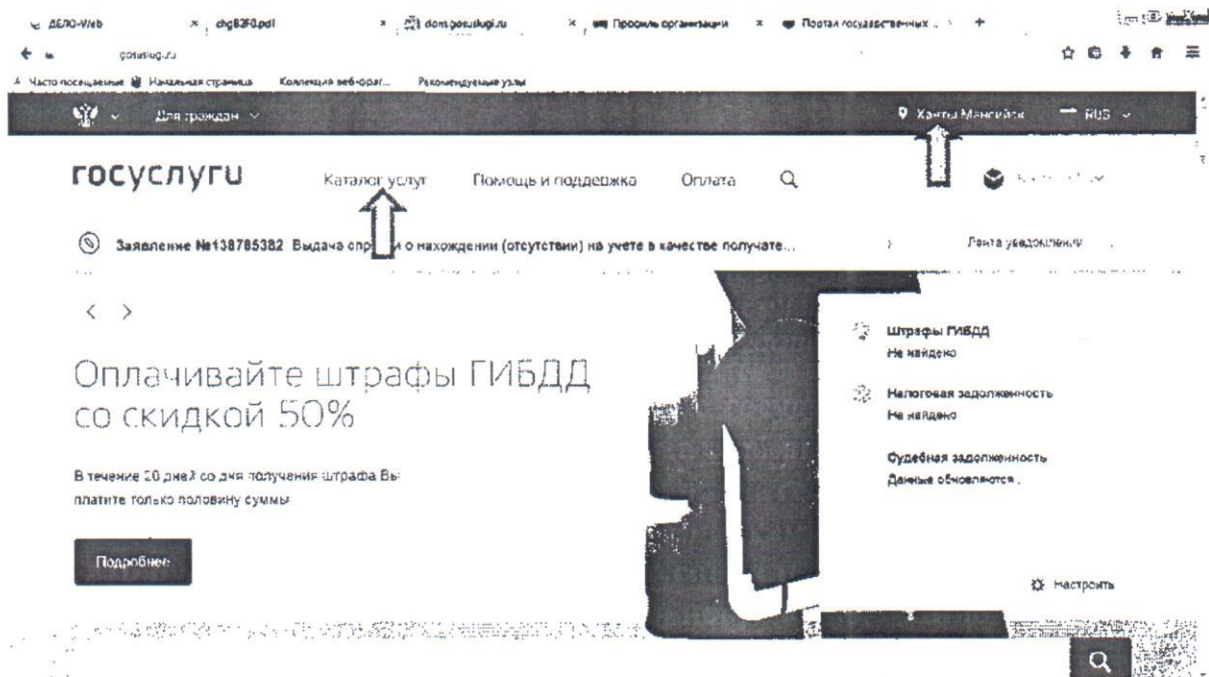 ДЕЛО-Web chg82F0.pdf dom.gosuslugi.ru Профиль организации Портал государственных ...
gosuslugi.ru
Часто посещаемые Начальная страница Коллекция веб-фраг... Рекомендуемые узлы
Для граждан Ханты Мансийск RUS
госуслуги Каталог услуг Помощь и поддержка Оплата
Заявление №138785382 Выдача о нахождении (отсутствии) на учете в качестве получате...
Лента уведомлений
Штрафы ГИБДД
Не найдено
Оплачивайте штрафы ГИБДД
со скидкой 50%
Налоговая задолженность
Не найдено
Судебная задолженность
Данные обновляются .
В течение 20 дней со дня получения штрафа Вы
платите только половину суммы
Подробнее
Настроить